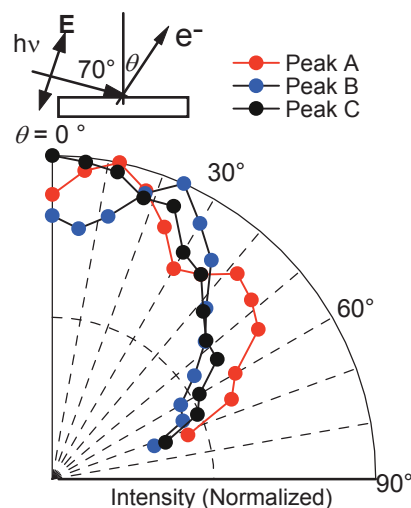 E
hν
70°
θ
e-
Peak A
Peak B
Peak C
θ = 0°
30°
60°
90°
Intensity (Normalized)